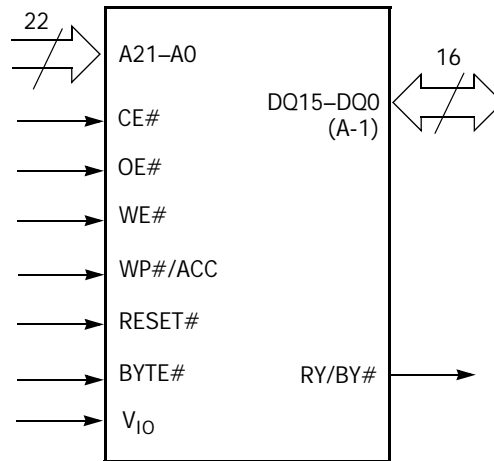 22
A21–A0
16
DQ15–DQ0
(A-1)
CE#
OE#
WE#
WP#/ACC
RESET#
BYTE#
RY/BY#
VIO